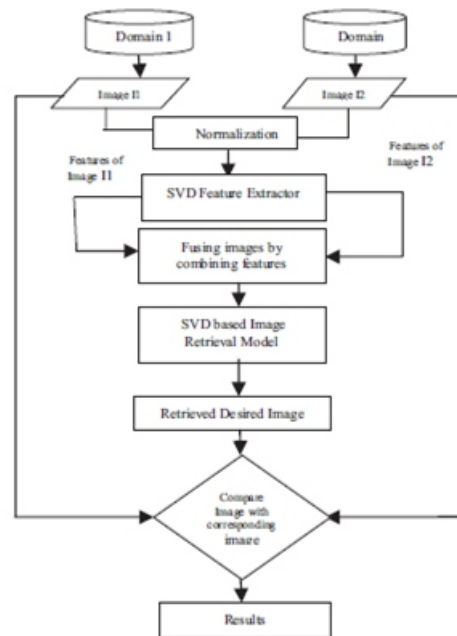 Domain 1
Domain
Image I1
Image I2
Normalization
Features of
Image I1
Features of
Image I2
SVD Feature Extractor
Fusing images by
combining features
SVD based Image
Retrieval Model
Retrieved Desired Image
Compare
Image with
corresponding
image
Results